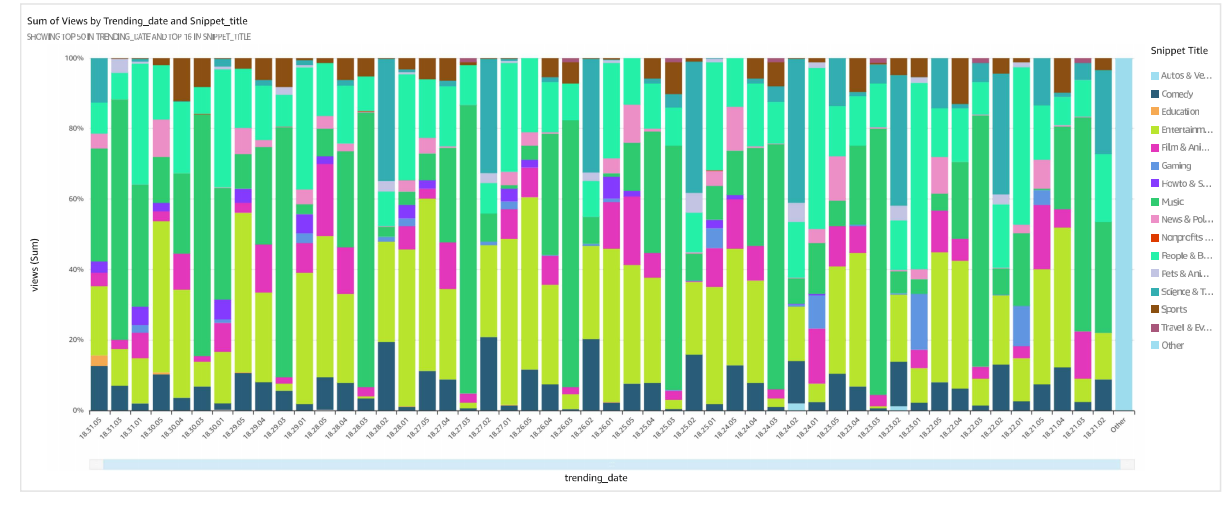 Sum of Views by Trending_date and Snippet_title
SHOWING TOP 50 IN TRENDING_DATE AND TOP 16 IN SNIPPET_TITLE
Snippet Title
100%
80%
60%
40%
20%
0%
views (Sum)
Autos & Ve...
Comedy
Education
Entertainm...
Film & Ani...
Gaming
Howto & S...
Music
News & Pol...
Nonprofits ...
People & B...
Pets & Ani...
Science & T...
Sports
Travel & Ev...
Other
18.31.05
18.31.03
18.31.01
18.30.05
18.30.04
18.30.03
18.30.01
18.29.05
18.29.04
18.29.03
18.29.01
18.28.05
18.28.04
18.28.03
18.28.02
18.28.01
18.27.05
18.27.04
18.27.03
18.27.02
18.27.01
18.26.05
18.26.04
18.26.03
18.26.02
18.26.01
18.25.05
18.25.04
18.25.03
18.25.02
18.25.01
18.24.05
18.24.04
18.24.03
18.24.02
18.24.01
18.23.05
18.23.04
18.23.03
18.23.02
18.23.01
18.22.05
18.22.04
18.22.03
18.22.02
18.22.01
18.21.05
18.21.04
18.21.03
18.21.02
Other
trending_date